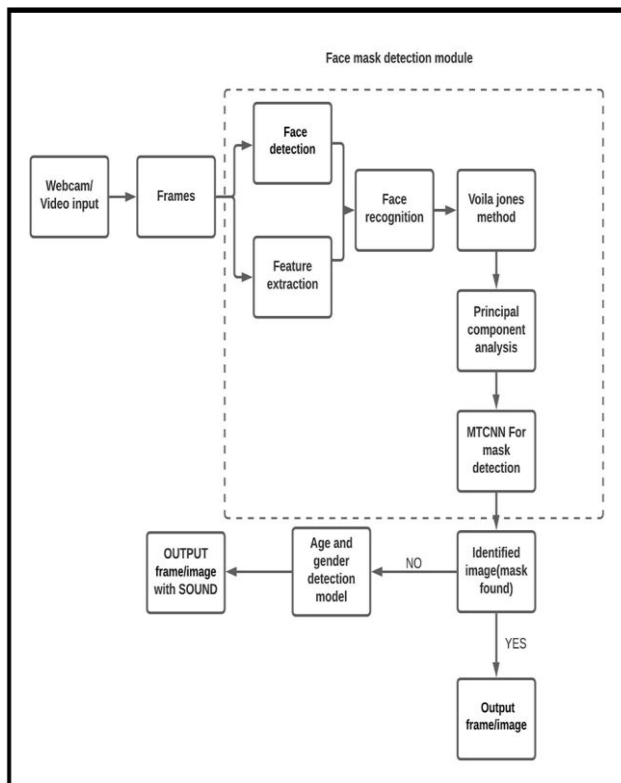 Face mask detection module
Face
detection
Webcam/
Video input
Frames
Face
recognition
Voila jones
method
Feature
extraction
Principal
component
analysis
MTCNN For
mask
detection
OUTPUT
frame/image
with SOUND
Age and
gender
detection
model
NO
Identified
image(mask
found)
YES
Output
frame/image